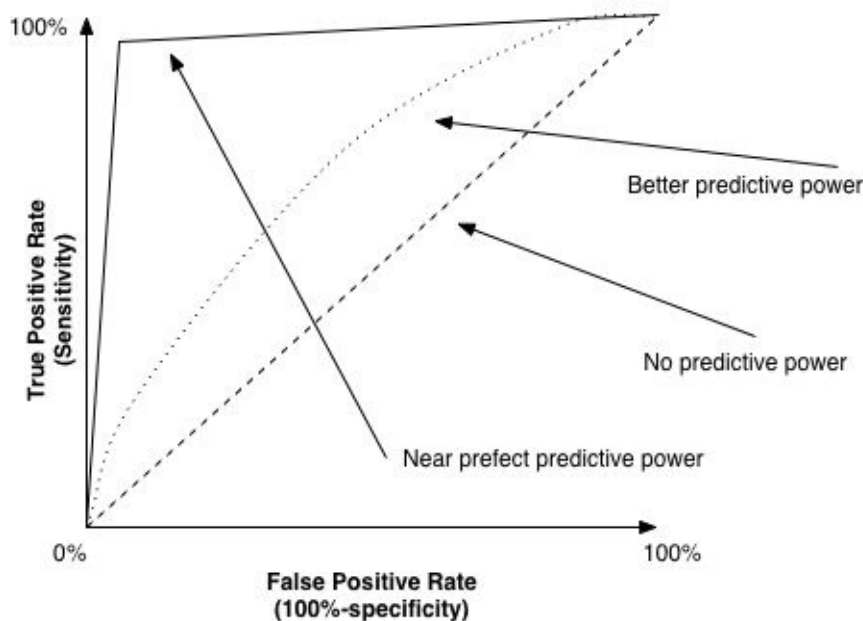 100%
True Positive Rate
(Sensitivity)
Better predictive power
No predictive power
Near prefect predictive power
0%
100%
False Positive Rate
(100%-specificity)